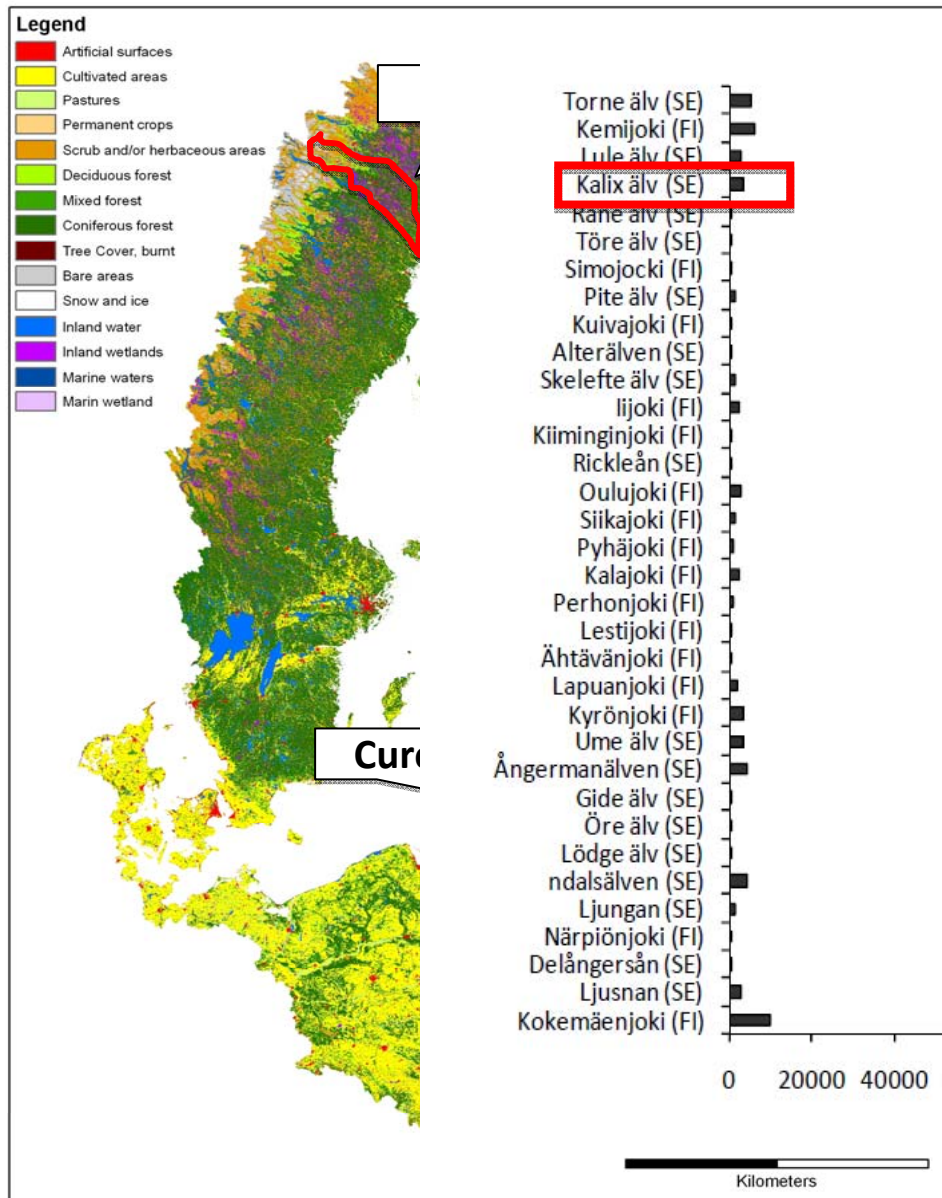 Legend
Artificial surfaces
Cultivated areas
Pastures
Permanent crops
Scrub and/or herbaceous areas
Deciduous forest
Mixed forest
Coniferous forest
Tree Cover, burnt
Bare areas
Snow and ice
Inland water
Inland wetlands
Marine waters
Marin wetland
Torne älv (SE)
Kemijoki (FI)
Lule älv (SE)
Kalix älv (SE)
Råne älv (SE)
Töre älv (SE)
Simojocki (FI)
Pite älv (SE)
Kuivajoki (FI)
Alterälven (SE)
Skelefte älv (SE)
Iijoki (FI)
Kiiminginjoki (FI)
Rickleån (SE)
Oulujoki (FI)
Siikajoki (FI)
Pyhäjoki (FI)
Kalajoki (FI)
Perhonjoki (FI)
Lestijoki (FI)
Ähtävänjoki (FI)
Lapuanjoki (FI)
Kyrönjoki (FI)
Ume älv (SE)
Ångermanälven (SE)
Gide älv (SE)
Öre älv (SE)
Lödge älv (SE)
ndalsälven (SE)
Ljungan (SE)
Närpiönjoki (FI)
Delångersån (SE)
Ljusnan (SE)
Kokemäenjoki (FI)
0 20000 40000
Kilometers